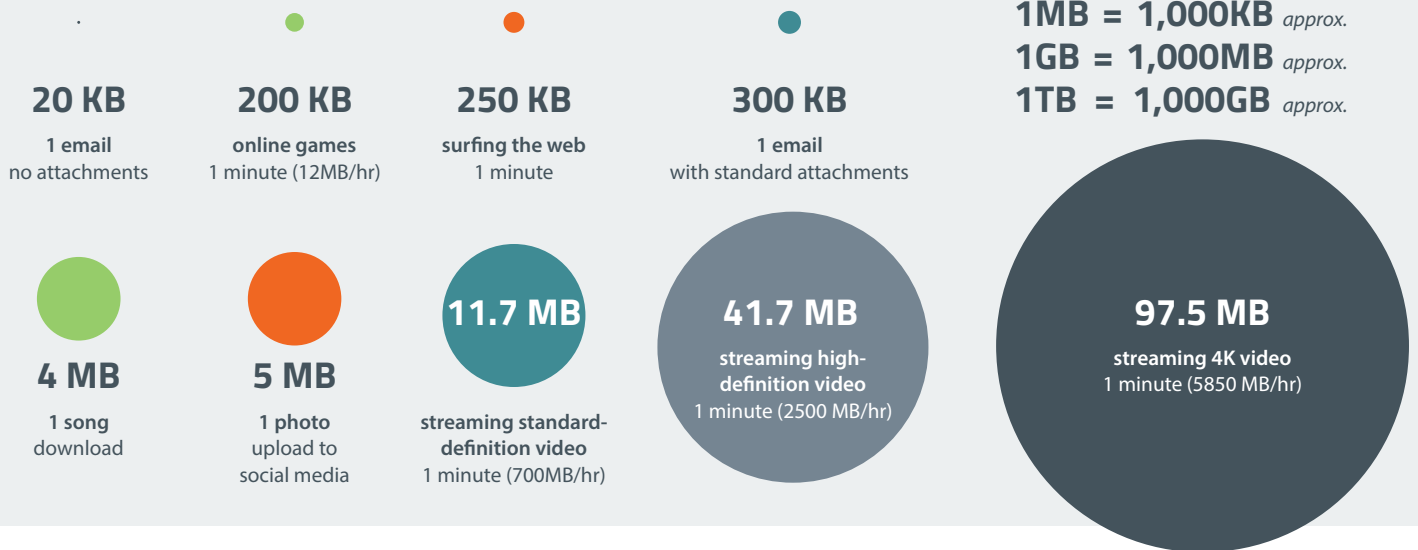 1MB = 1,000KB approx.
1GB = 1,000MB approx.
1TB = 1,000GB approx.
20 KB
1 email
no attachments
200 KB
online games
1 minute (12MB/hr)
250 KB
surfing the web
1 minute
300 KB
1 email
with standard attachments
4 MB
1 song
download
5 MB
1 photo
upload to
social media
11.7 MB
streaming standard-
definition video
1 minute (700MB/hr)
41.7 MB
streaming high-
definition video
1 minute (2500 MB/hr)
97.5 MB
streaming 4K video
1 minute (5850 MB/hr)